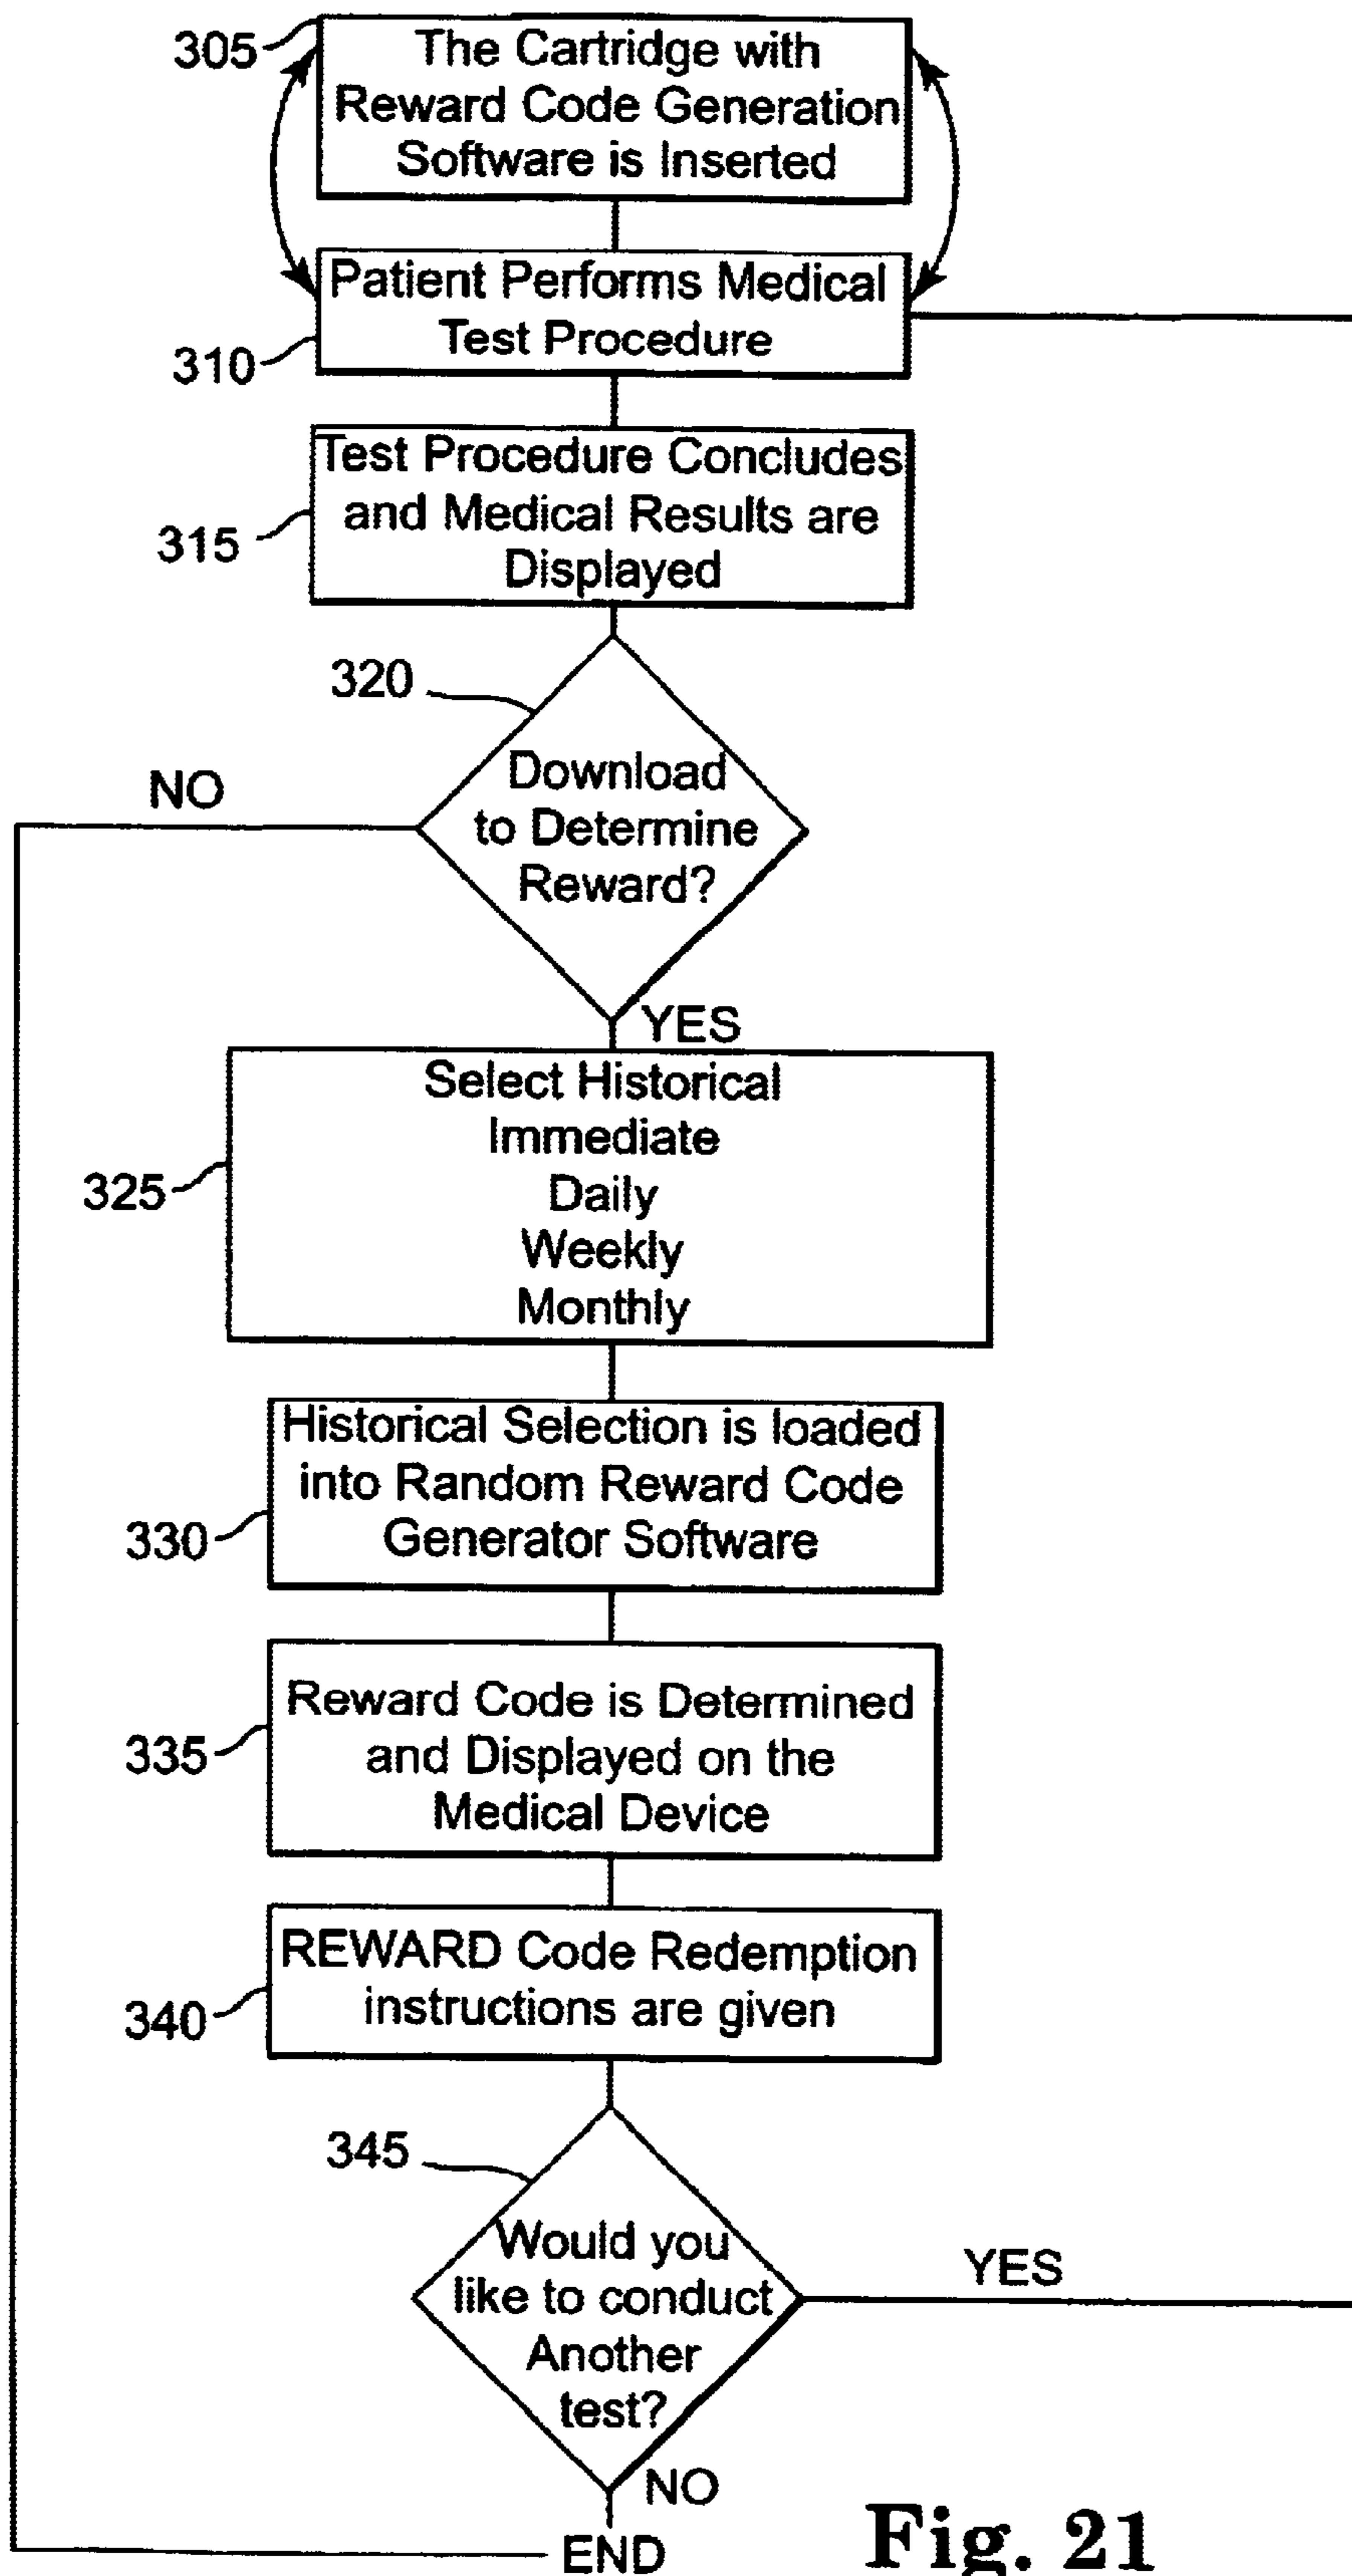 305
The Cartridge with
Reward Code Generation
Software is Inserted
Patient Performs Medical
Test Procedure
310
Test Procedure Concludes
and Medical Results are
Displayed
315
320
Download
to Determine
Reward?
NO
YES
Select Historical
Immediate
Daily
Weekly
Monthly
325
Historical Selection is loaded
into Random Reward Code
Generator Software
330
Reward Code is Determined
and Displayed on the
Medical Device
335
REWARD Code Redemption
instructions are given
340
345
Would you
like to conduct
Another
test?
YES
NO
END
Fig. 21